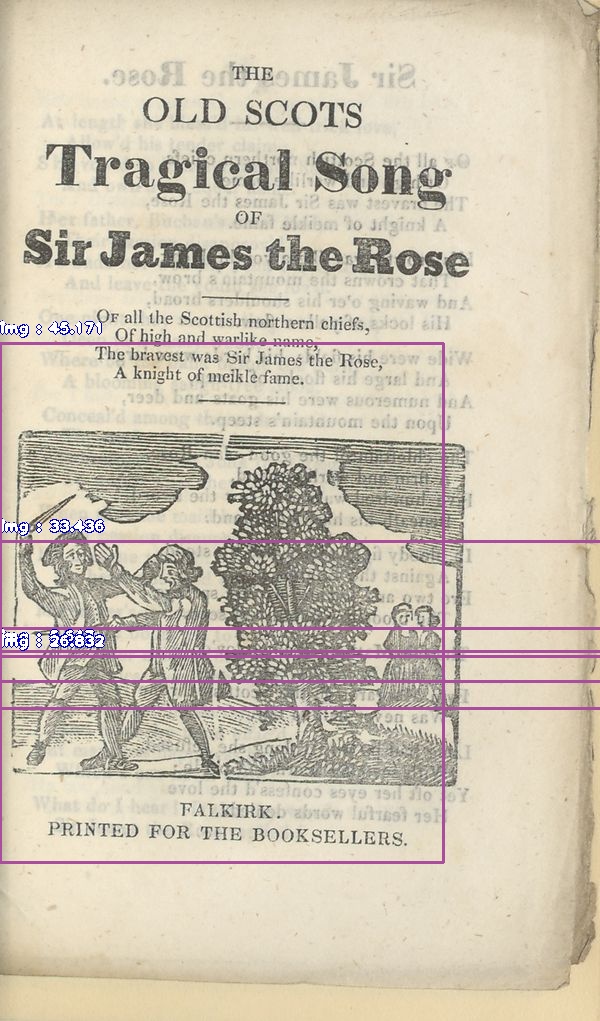 THE
OLD SCOTS
Tragical Song
OF
Sir James the Rose
OF all the Scottish northern chiefs,
Of high and warlike name,
The bravest was Sir James the Rose,
A knight of meikle fame.
FALKIRK.
PRINTED FOR THE BOOKSELLERS.
img : 45.171
img : 33.436
img : 26.832